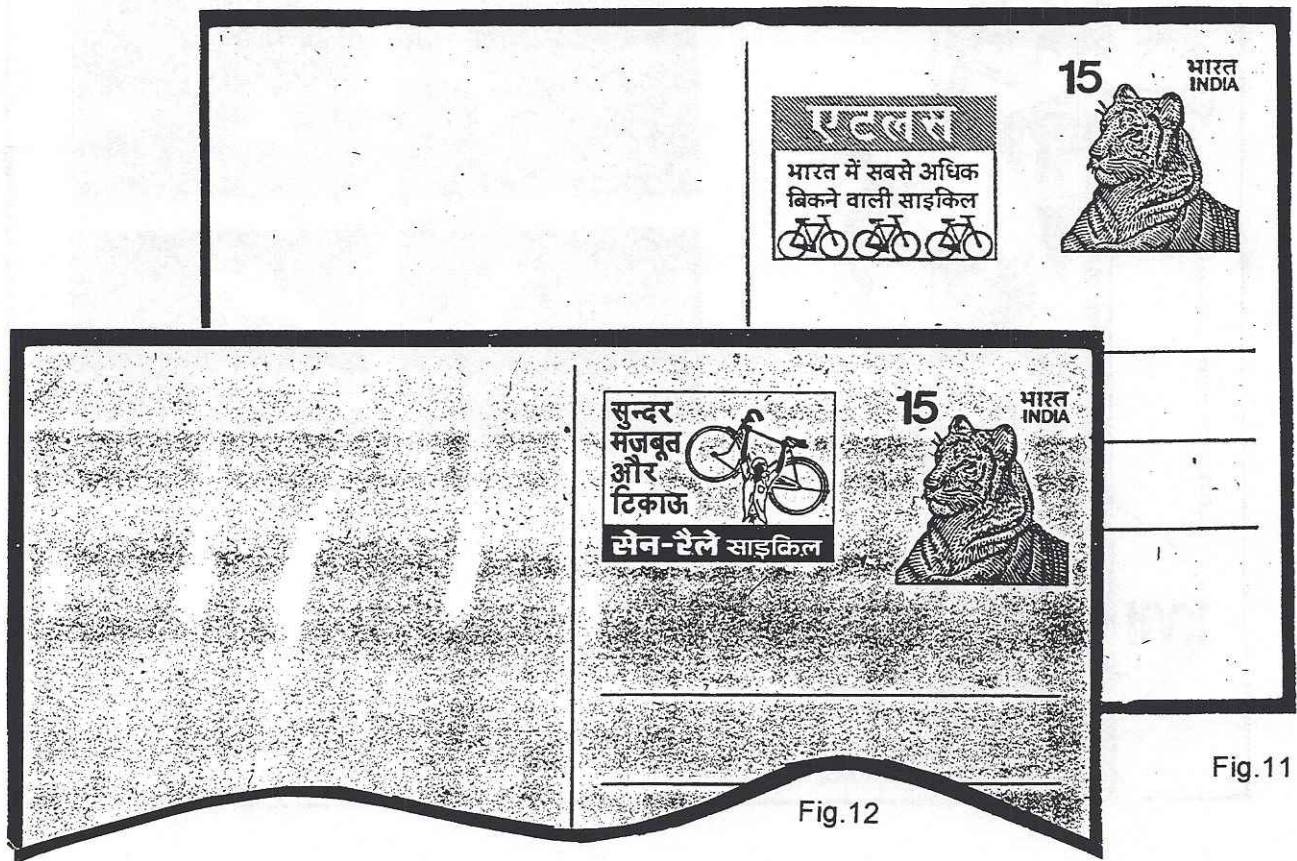 15
भारत
INDIA
एटलस
भारत में सबसे अधिक
बिकने वाली साइकिल
15
भारत
INDIA
सुन्दर
मजबूत
और
टिकाऊ
सेन-रैले साइकिल
Fig.11
Fig.12